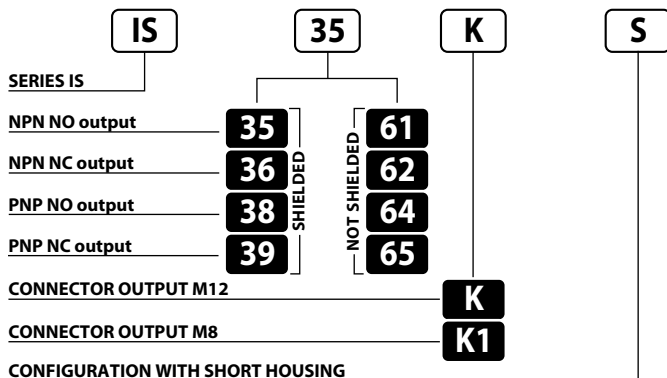 IS 35 K S
SERIES IS
NPN NO output 35 61
NPN NC output 36 62
PNP NO output 38 64
PNP NC output 39 65
SHIELDED
NOT SHIELDED
CONNECTOR OUTPUT M12 K
CONNECTOR OUTPUT M8 K1
CONFIGURATION WITH SHORT HOUSING